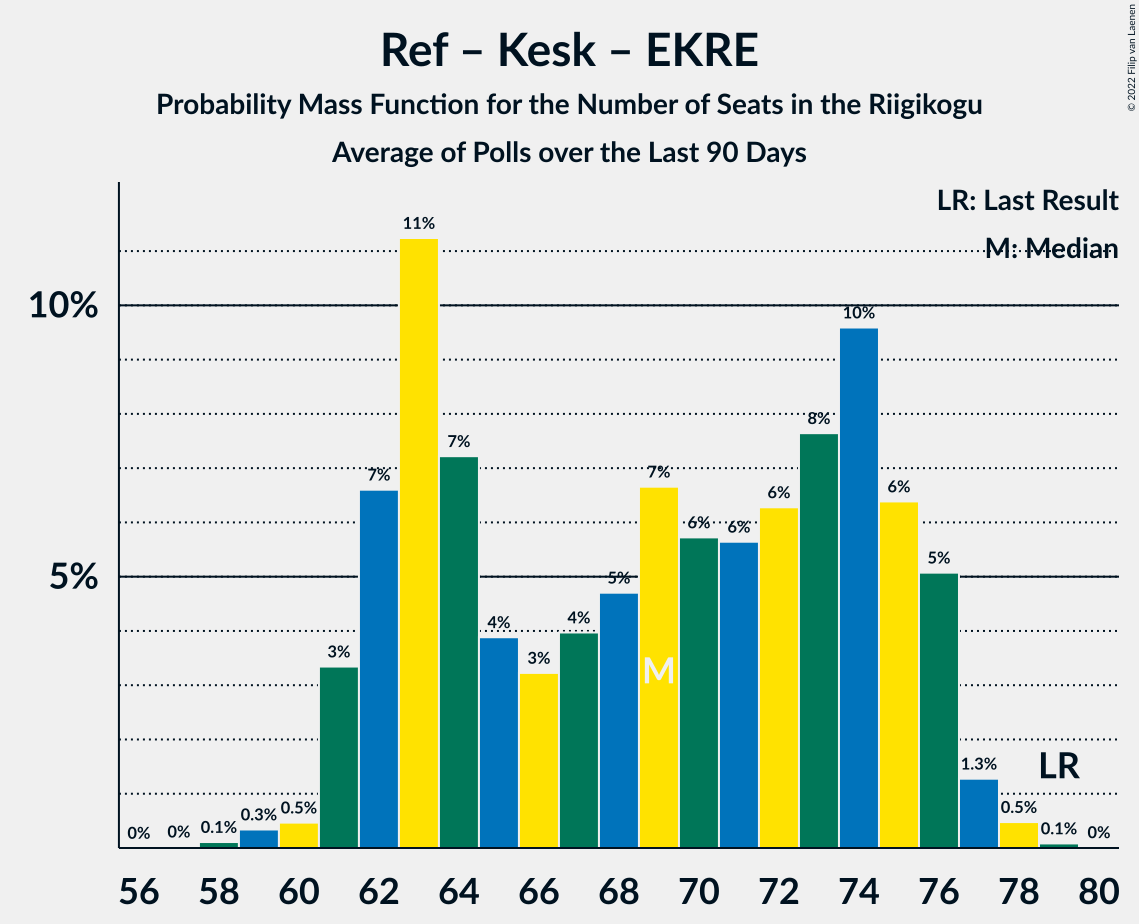 Ref – Kesk – EKRE
Probability Mass Function for the Number of Seats in the Riigikogu
Average of Polls over the Last 90 Days
© 2022 Filip van Laenen
LR: Last Result
M: Median
10%
5%
0% 0% 0.1% 0.3% 0.5% 3% 7% 11% 7% 4% 3% 4% 5% 7% 6% 6% 6% 8% 10% 6% 5% 1.3% 0.5% 0.1% 0%
M
LR
56 58 60 62 64 66 68 70 72 74 76 78 80